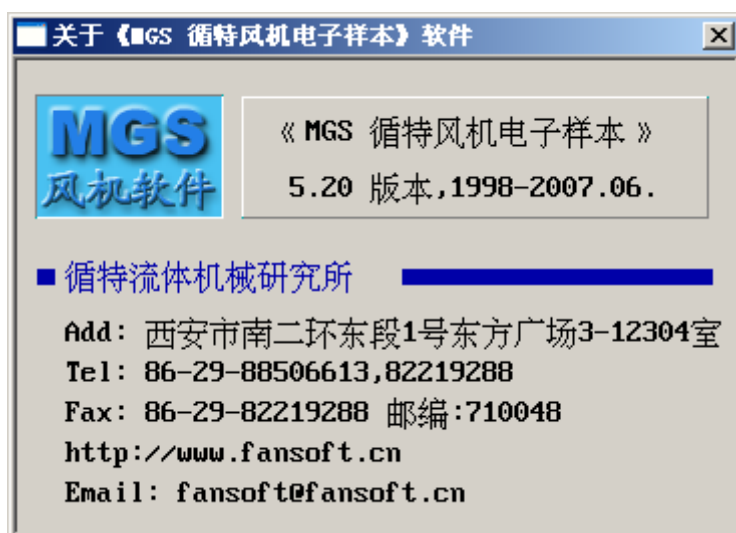 关于《MGS 循特风机电子样本》软件
MGS
风机软件
《 MGS 循特风机电子样本 》
5.20 版本,1998-2007.06.
循特流体机械研究所
Add: 西安市南二环东段1号东方广场3-12304室
Tel: 86-29-88506613,82219288
Fax: 86-29-82219288 邮编:710048
http://www.fansoft.cn
Email: fansoft@fansoft.cn